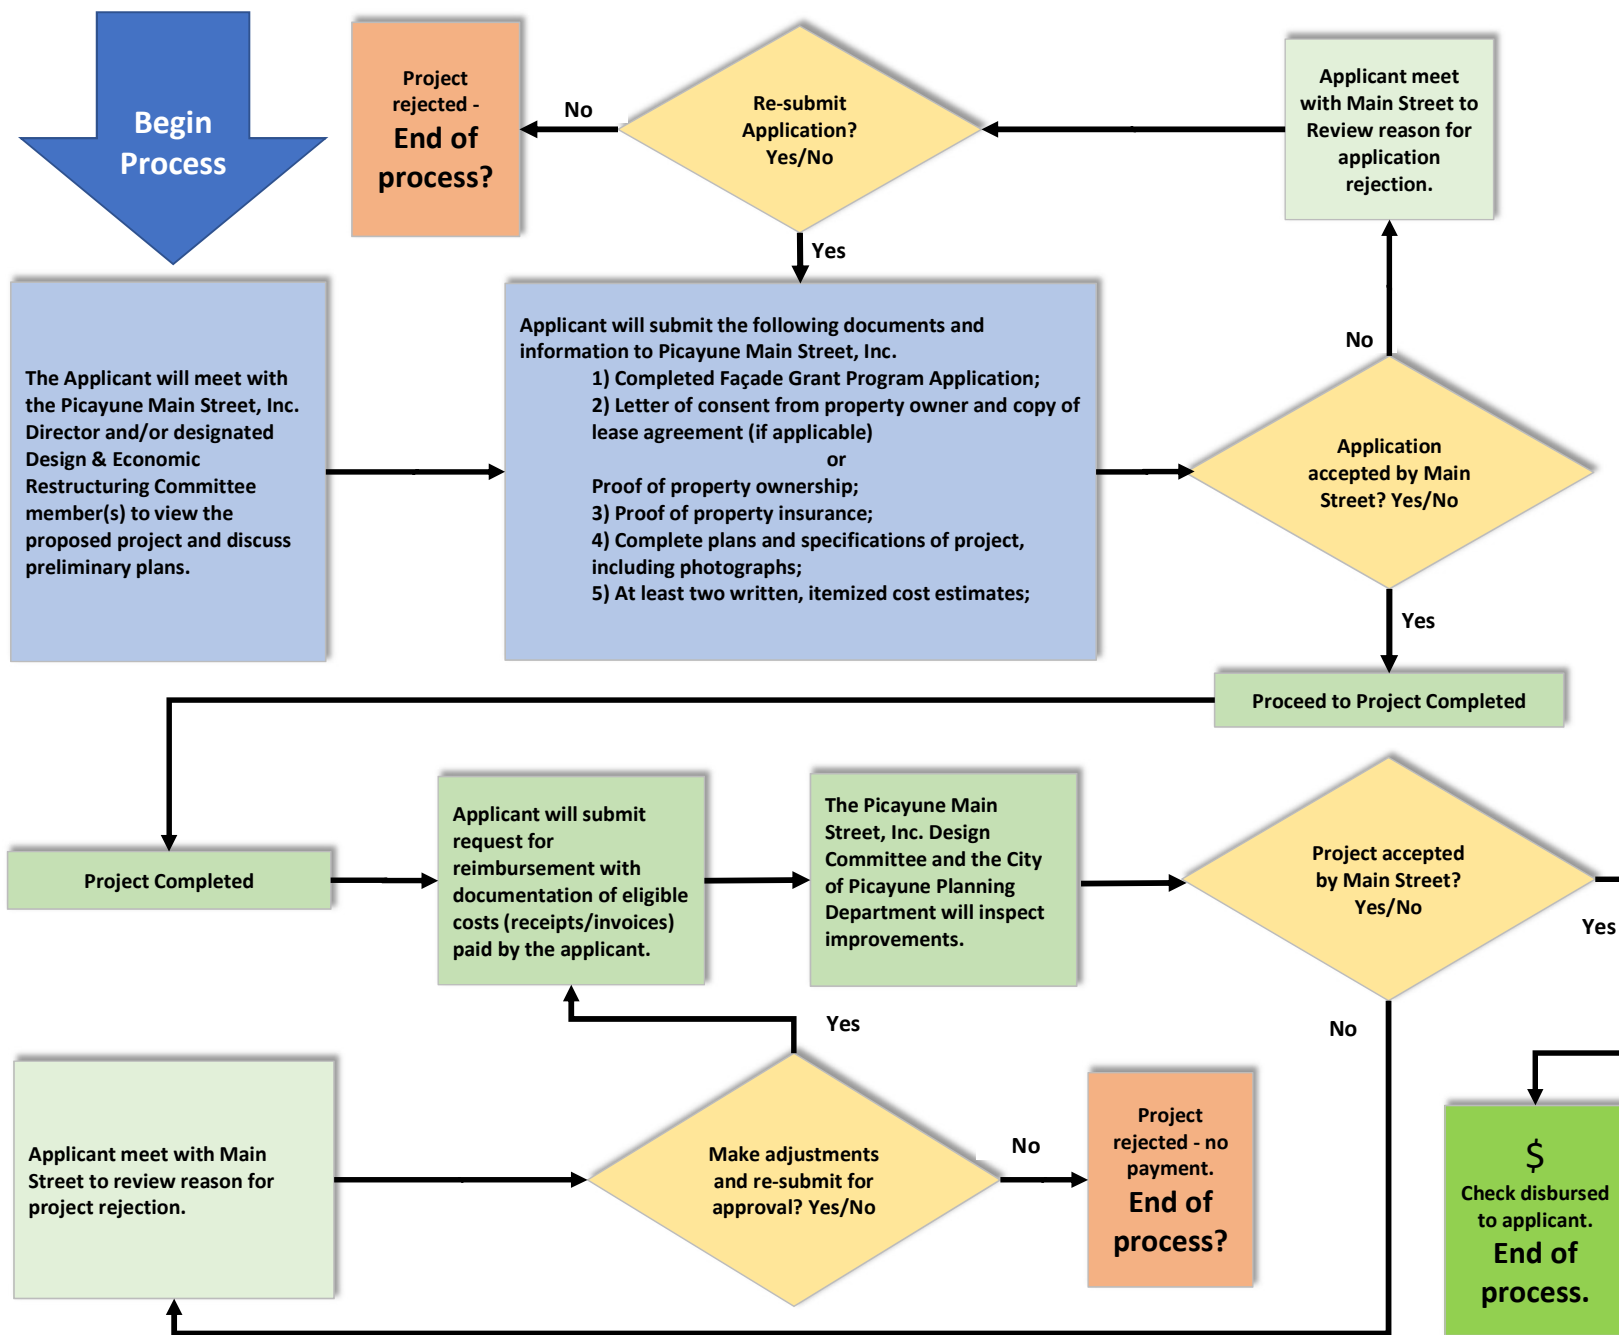 Begin
Process
Project
rejected -
End of
process?
No
Re-submit
Application?
Yes/No
Applicant meet
with Main Street to
Review reason for
application
rejection.
Yes
No
The Applicant will meet with
the Picayune Main Street, Inc.
Director and/or designated
Design & Economic
Restructuring Committee
member(s) to view the
proposed project and discuss
preliminary plans.
Applicant will submit the following documents and
information to Picayune Main Street, Inc.
1) Completed Façade Grant Program Application;
2) Letter of consent from property owner and copy of
lease agreement (if applicable)
or
Proof of property ownership;
3) Proof of property insurance;
4) Complete plans and specifications of project,
including photographs;
5) At least two written, itemized cost estimates;
Application
accepted by Main
Street? Yes/No
Yes
Proceed to Project Completed
Project Completed
Applicant will submit
request for
reimbursement with
documentation of eligible
costs (receipts/invoices)
paid by the applicant.
The Picayune Main
Street, Inc. Design
Committee and the City
of Picayune Planning
Department will inspect
improvements.
Project accepted
by Main Street?
Yes/No
Yes
Yes
No
Applicant meet with Main
Street to review reason for
project rejection.
Make adjustments
and re-submit for
approval? Yes/No
No
Project
rejected - no
payment.
End of
process?
$
Check disbursed
to applicant.
End of
process.